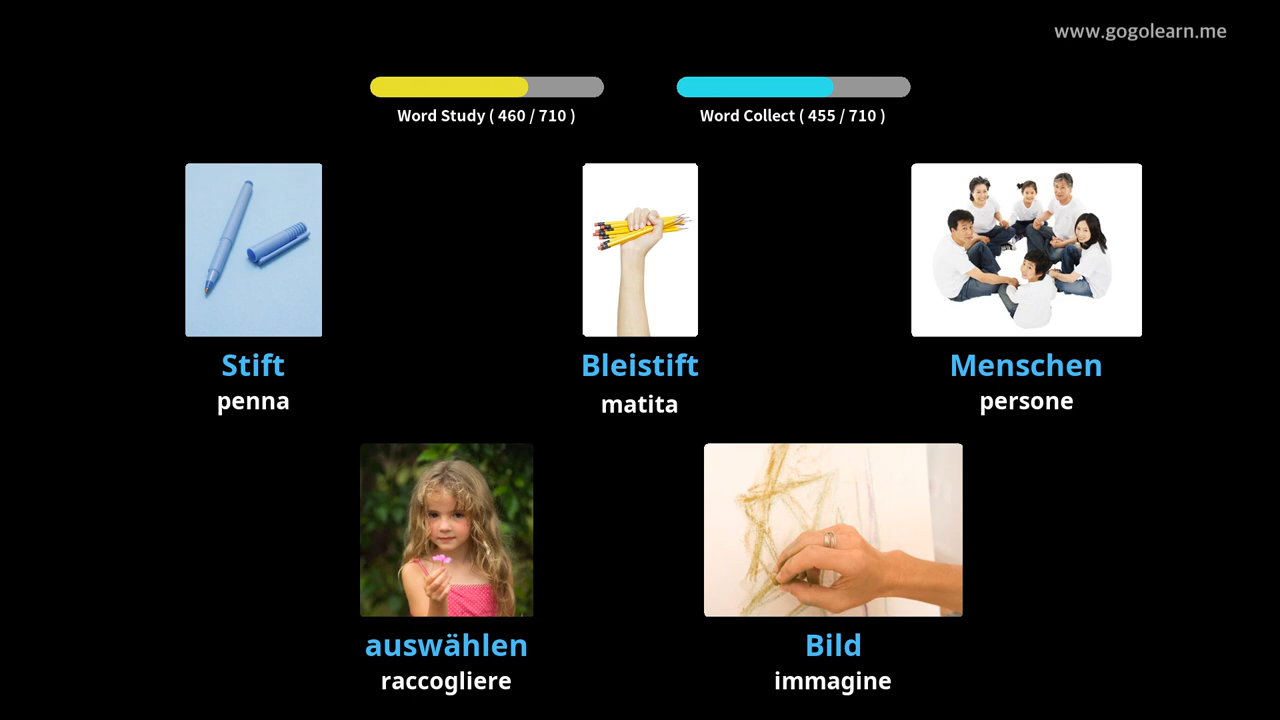 www.gogolearn.me
Word Study ( 460 / 710 )
Word Collect ( 455 / 710 )
Stift
penna
Bleistift
matita
Menschen
persone
auswählen
raccogliere
Bild
immagine